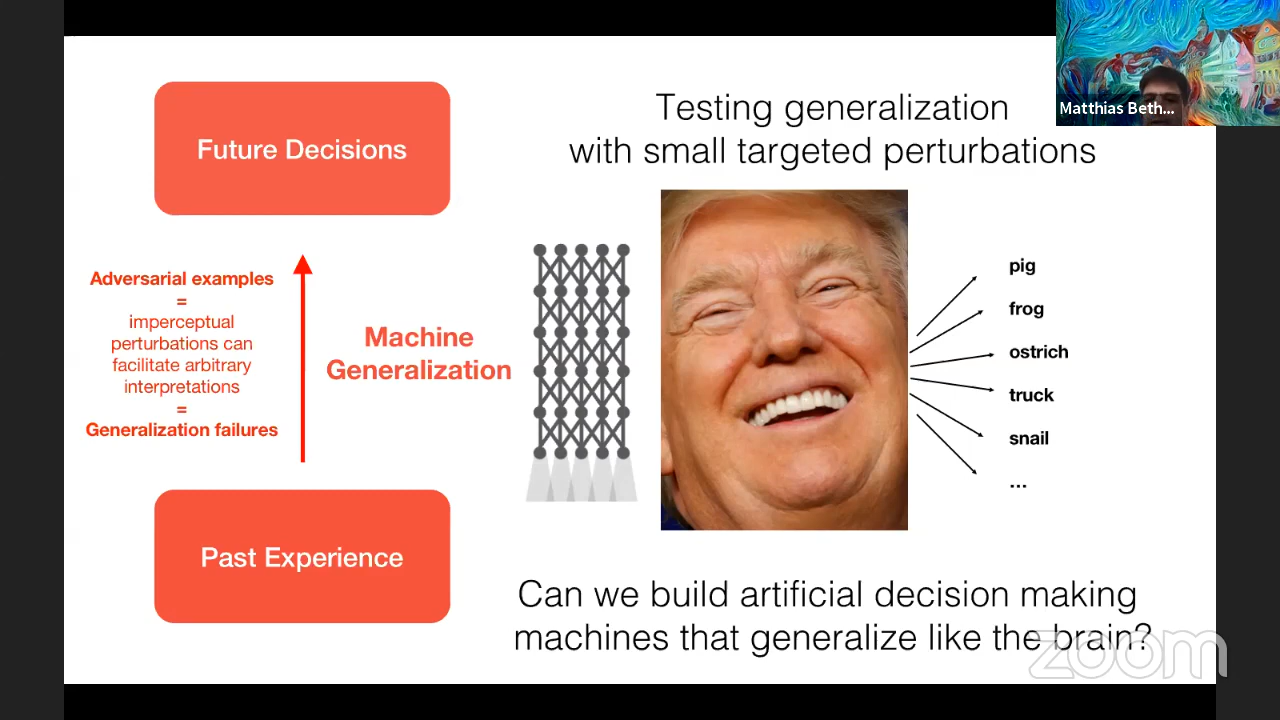 Future Decisions
Adversarial examples
=
imperceptual
perturbations can
facilitate arbitrary
interpretations
=
Generalization failures
Machine
Generalization
Past Experience
Testing generalization
with small targeted perturbations
pig
frog
ostrich
truck
snail
...
Can we build artificial decision making
machines that generalize like the brain?
Matthias Beth...
zoom